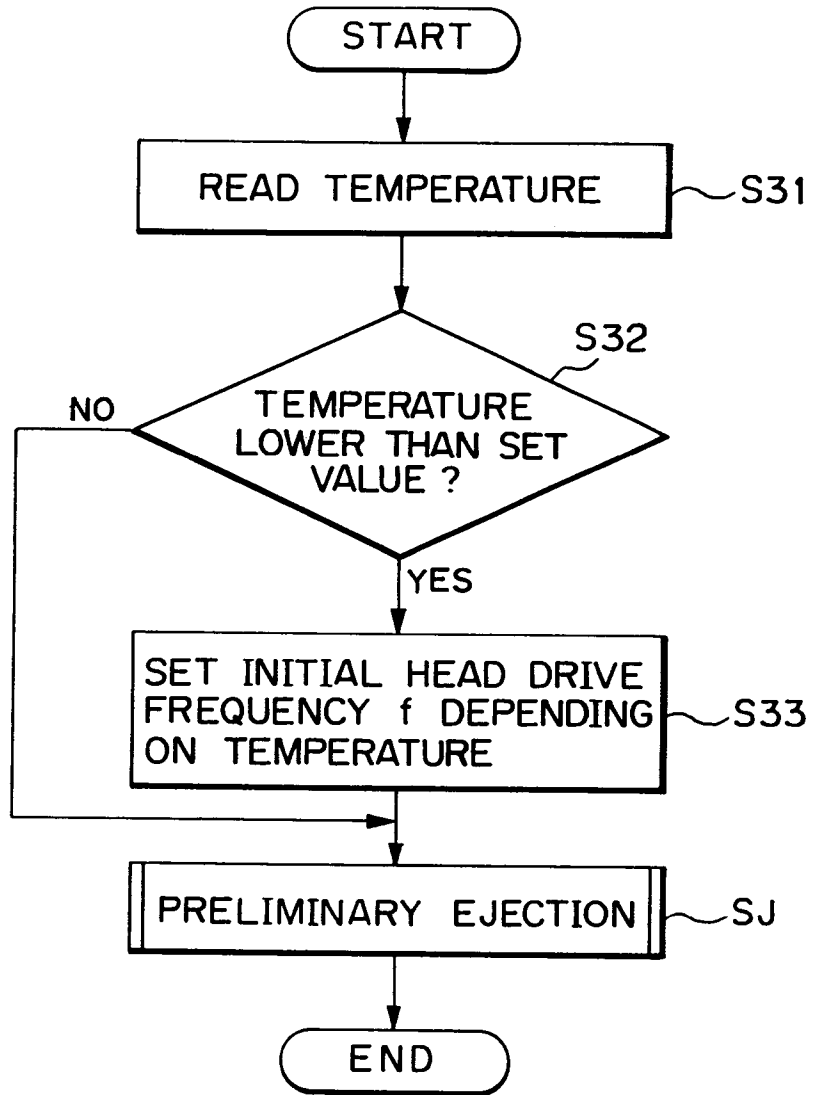 START
READ TEMPERATURE
S31
S32
NO
TEMPERATURE
LOWER THAN SET
VALUE ?
YES
SET INITIAL HEAD DRIVE
FREQUENCY f DEPENDING
ON TEMPERATURE
S33
PRELIMINARY EJECTION
SJ
END